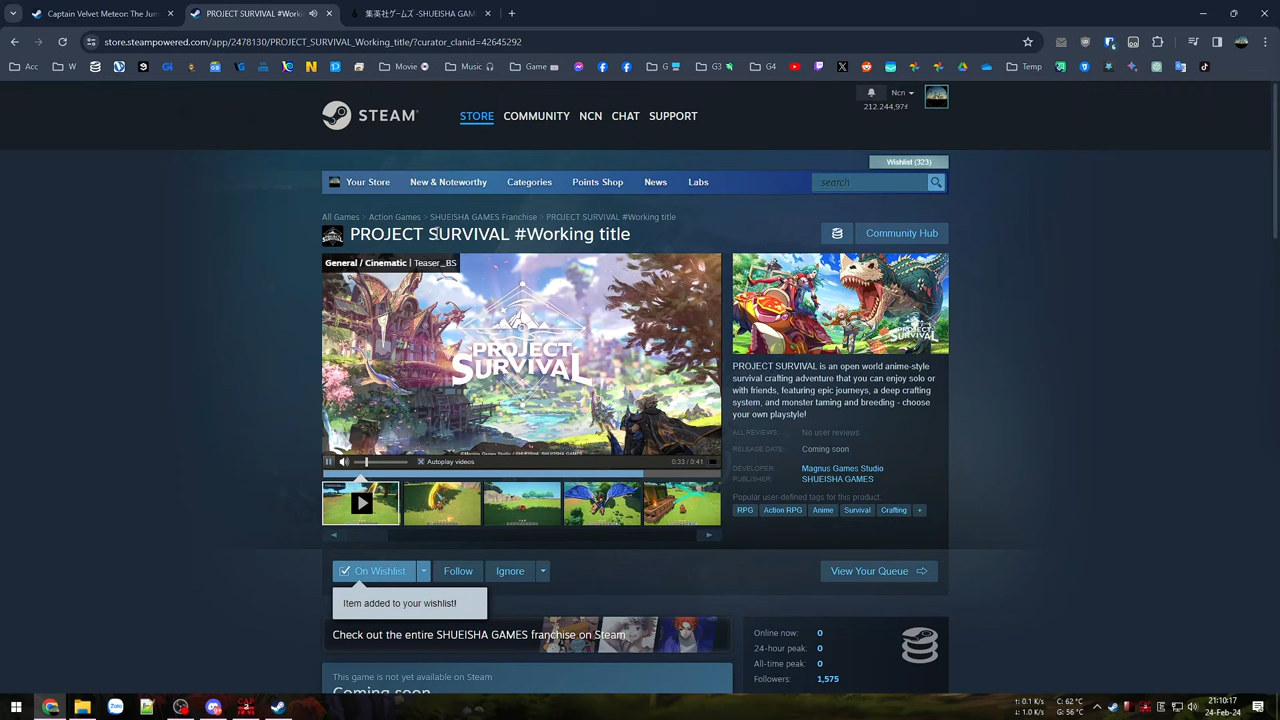 Captain Velvet Meteor: The Jum
PROJECT SURVIVAL #Worki
集英社ゲームズ -SHUEISHA GAM
store.steampowered.com/app/2478130/PROJECT_SURVIVAL_Working_title/?curator_clanid=42645292
Acc
W
Movie
Music
Game
G
G3
G4
Temp
STEAM
STORE
COMMUNITY
NCN
CHAT
SUPPORT
Ncn
212.244,97₫
Wishlist (323)
Your Store
New & Noteworthy
Categories
Points Shop
News
Labs
search
All Games > Action Games > SHUEISHA GAMES Franchise > PROJECT SURVIVAL #Working title
PROJECT SURVIVAL #Working title
Community Hub
General / Cinematic | Teaser_BS
PROJECT
SURVIVAL
Autoplay videos
0:33 / 0:41
PROJECT
SURVIVAL
PROJECT SURVIVAL is an open world anime-style
survival crafting adventure that you can enjoy solo or
with friends, featuring epic journeys, a deep crafting
system, and monster taming and breeding - choose
your own playstyle!
ALL REVIEWS:
No user reviews
RELEASE DATE:
Coming soon
DEVELOPER:
Magnus Games Studio
PUBLISHER:
SHUEISHA GAMES
Popular user-defined tags for this product:
RPG
Action RPG
Anime
Survival
Crafting
+
On Wishlist
Follow
Ignore
View Your Queue
Item added to your wishlist!
Check out the entire SHUEISHA GAMES franchise on Steam
Online now:
0
24-hour peak:
0
All-time peak:
0
Followers:
1,575
This game is not yet available on Steam
Coming soon
↑: 0.1 K/s
↓: 1.0 K/s
C: 62 °C
G: 56 °C
21:10:17
24-Feb-24